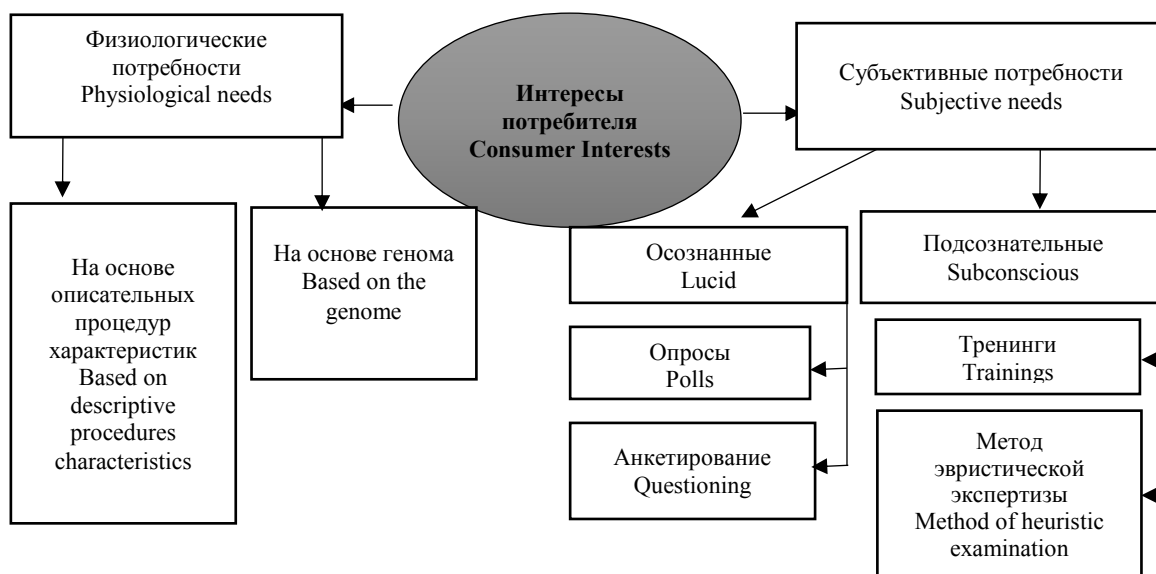 Физиологические
потребности
Physiological needs
Интересы
потребителя
Consumer Interests
Субъективные потребности
Subjective needs
На основе
описательных
процедур
характеристик
Based on
descriptive
procedures
characteristics
На основе генома
Based on the
genome
Осознанные
Lucid
Подсознательные
Subconscious
Опросы
Polls
Тренинги
Trainings
Анкетирование
Questioning
Метод
эвристической
экспертизы
Method of heuristic
examination